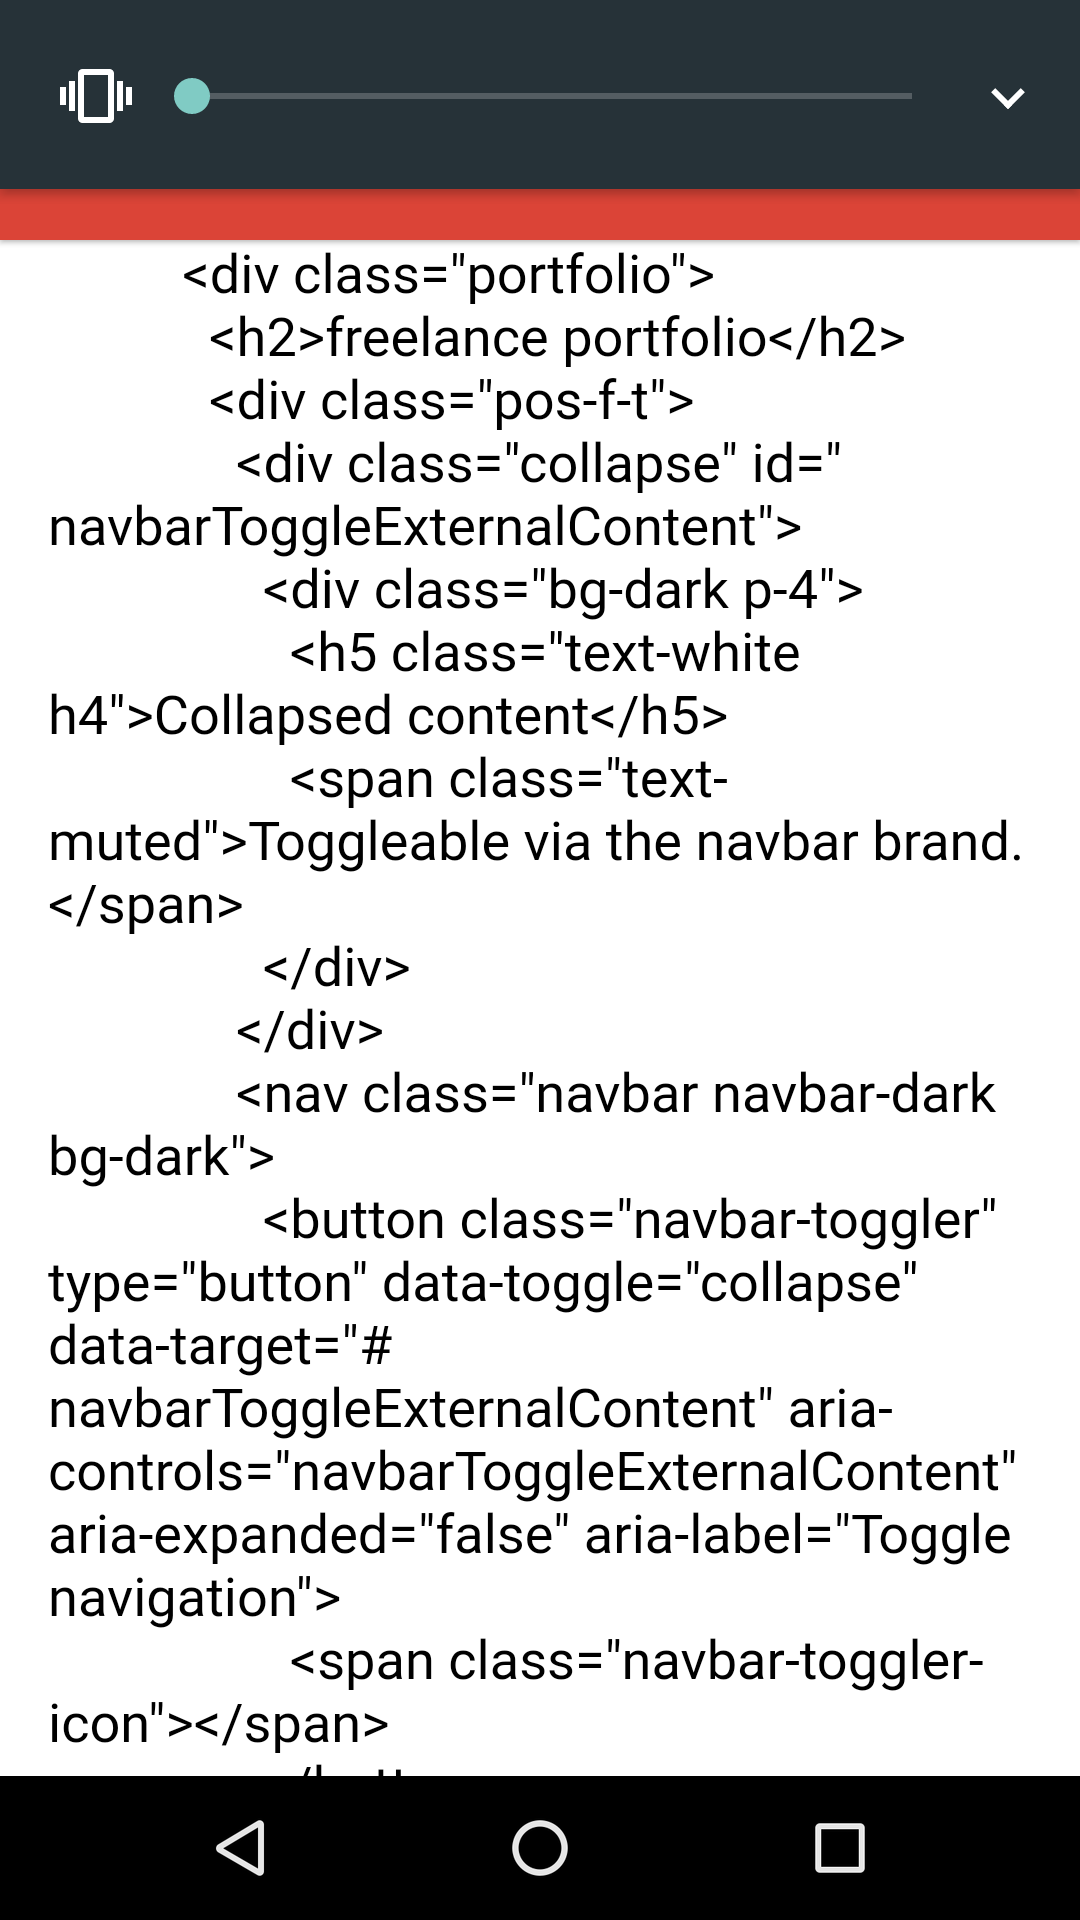 <div class="portfolio">
<h2>freelance portfolio</h2>
<div class="pos-f-t">
<div class="collapse" id="
navbarToggleExternalContent">
<div class="bg-dark p-4">
<h5 class="text-white
h4">Collapsed content</h5>
<span class="text-
muted">Toggleable via the navbar brand.
</span>
</div>
</div>
<nav class="navbar navbar-dark
bg-dark">
<button class="navbar-toggler"
type="button" data-toggle="collapse"
data-target="#
navbarToggleExternalContent" aria-
controls="navbarToggleExternalContent"
aria-expanded="false" aria-label="Toggle
navigation">
<span class="navbar-toggler-
icon"></span>